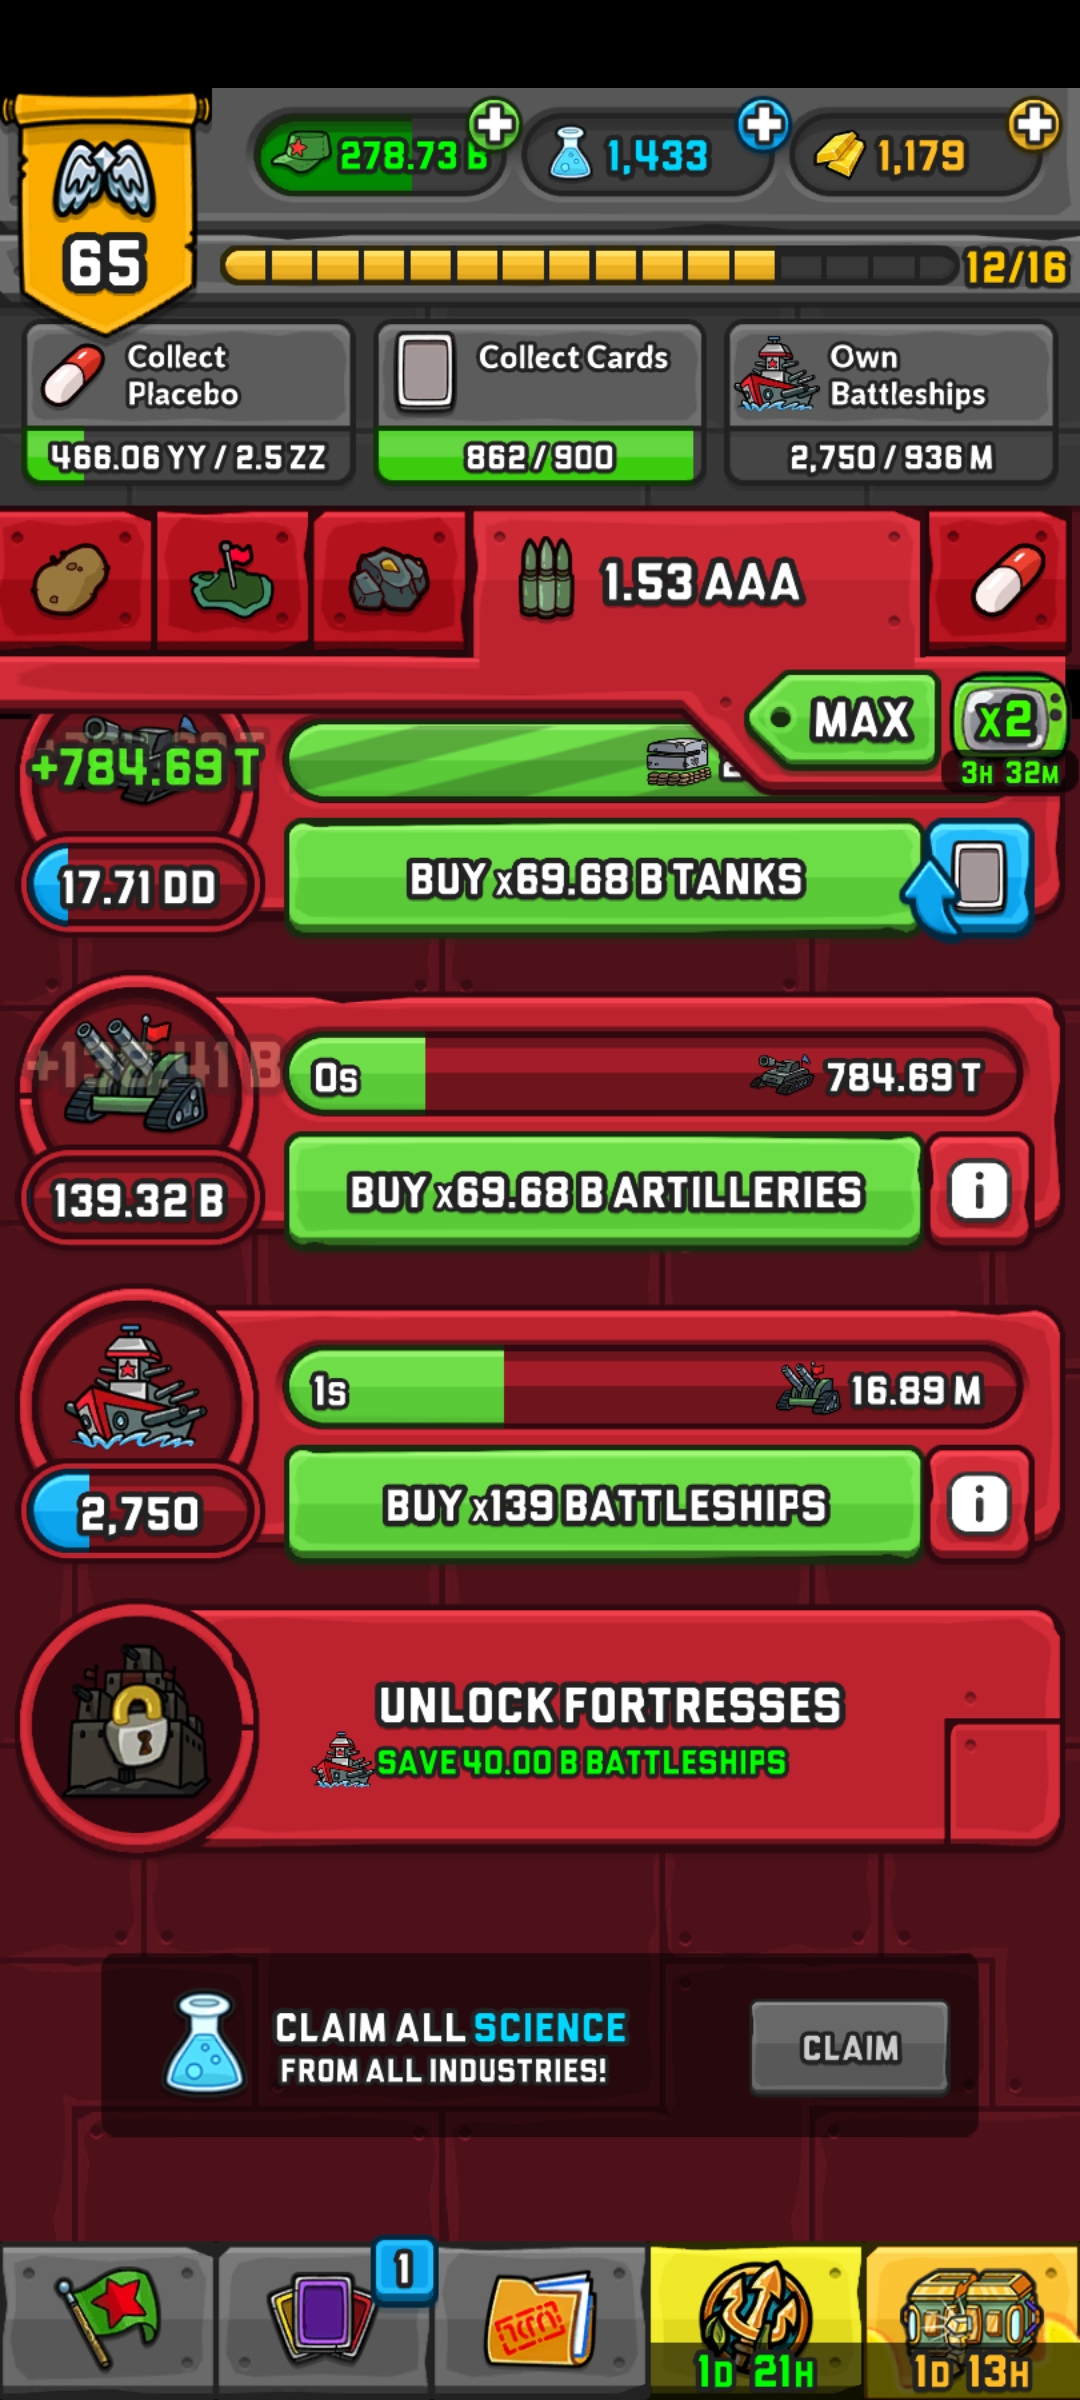 278.73 B
1,433
1,179
65
12/16
Collect
Placebo
Collect Cards
Own
Battleships
466.06 YY / 2.5 ZZ
862/900
2,750 / 936 M
1.53 AAA
MAX
x2
3H 32M
+784.69 T
17.71 DD
BUY x69.68 B TANKS
0s
784.69 T
139.32 B
BUY x69.68 B ARTILLERIES
i
1s
16.89 M
2,750
BUY x139 BATTLESHIPS
i
UNLOCK FORTRESSES
SAVE 40.00 B BATTLESHIPS
CLAIM ALL SCIENCE
FROM ALL INDUSTRIES!
CLAIM
1
1D 21H
1D 13H